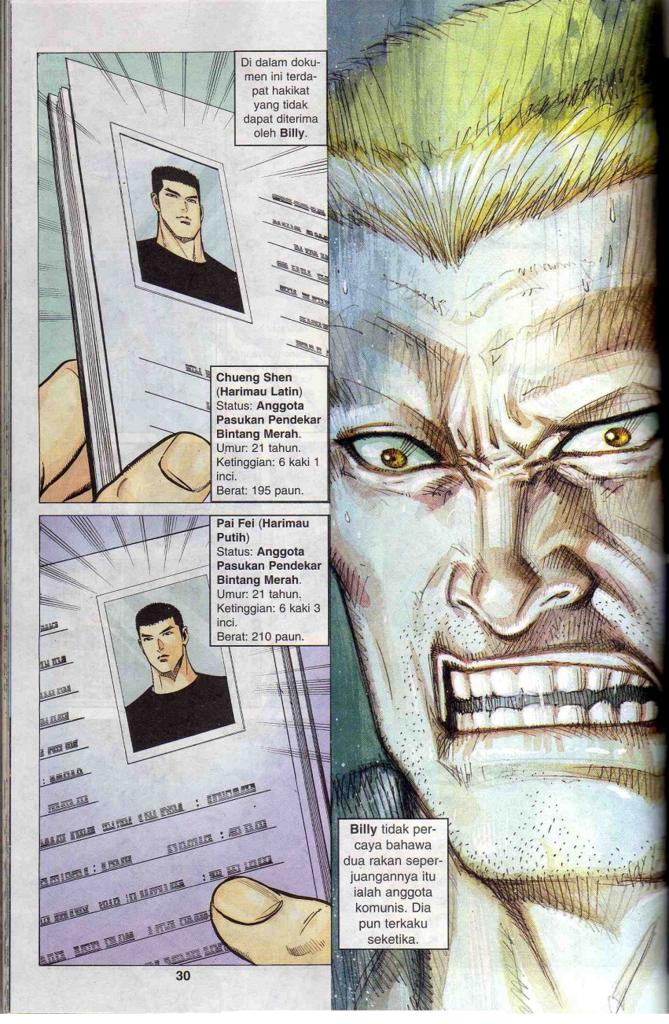 Di dalam doku-
men ini terda-
pat hakikat
yang tidak
dapat diterima
oleh Billy.
Chueng Shen
(Harimau Latin)
Status: Anggota
Pasukan Pendekar
Bintang Merah.
Umur: 21 tahun.
Ketinggian: 6 kaki 1
inci.
Berat: 195 paun.
Pai Fei (Harimau
Putih)
Status: Anggota
Pasukan Pendekar
Bintang Merah.
Umur: 21 tahun.
Ketinggian: 6 kaki 3
inci.
Berat: 210 paun.
Billy tidak per-
caya bahawa
dua rakan seper-
juangannya itu
ialah anggota
komunis. Dia
pun terkaku
seketika.
30